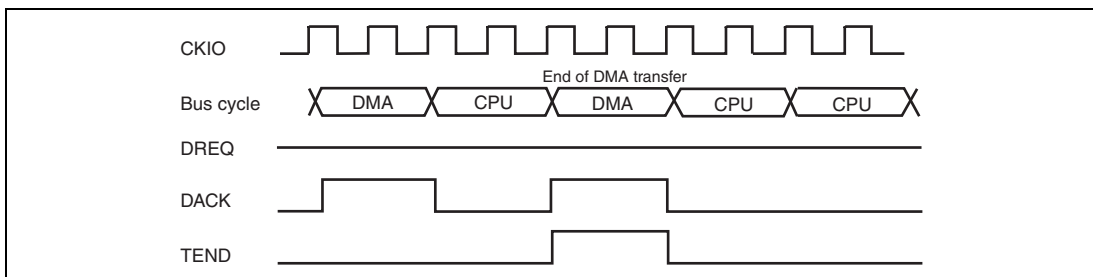 CKIO
End of DMA transfer
Bus cycle DMA CPU DMA CPU CPU
DREQ
DACK
TEND